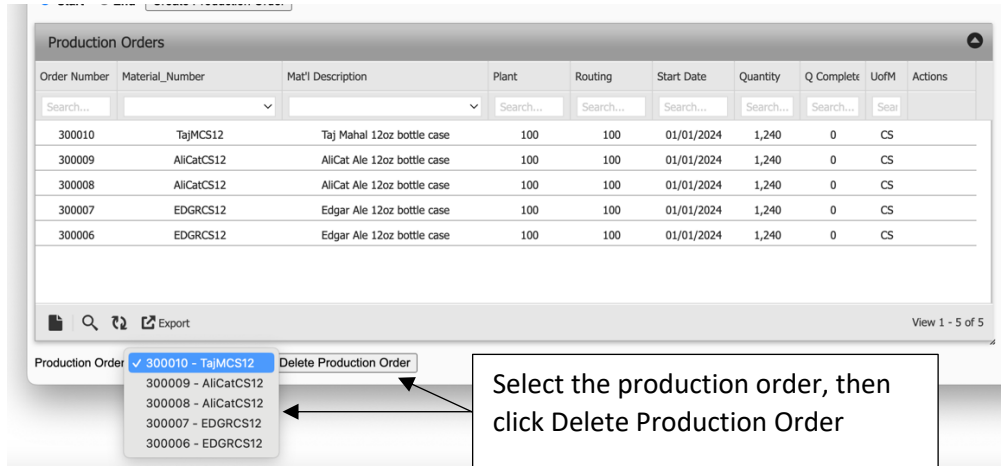 Start End Create Production Order
Production Orders
Order Number Material_Number Mat'l Description Plant Routing Start Date Quantity Q Complete UofM Actions
Search... Search... Search... Search... Search... Search... Sear
300010 TajMCS12 Taj Mahal 12oz bottle case 100 100 01/01/2024 1,240 0 CS
300009 AliCatCS12 AliCat Ale 12oz bottle case 100 100 01/01/2024 1,240 0 CS
300008 AliCatCS12 AliCat Ale 12oz bottle case 100 100 01/01/2024 1,240 0 CS
300007 EDGRCS12 Edgar Ale 12oz bottle case 100 100 01/01/2024 1,240 0 CS
300006 EDGRCS12 Edgar Ale 12oz bottle case 100 100 01/01/2024 1,240 0 CS
Export View 1 - 5 of 5
Production Order ✓ 300010 - TajMCS12 Delete Production Order
300009 - AliCatCS12
300008 - AliCatCS12
300007 - EDGRCS12
300006 - EDGRCS12
Select the production order, then
click Delete Production Order